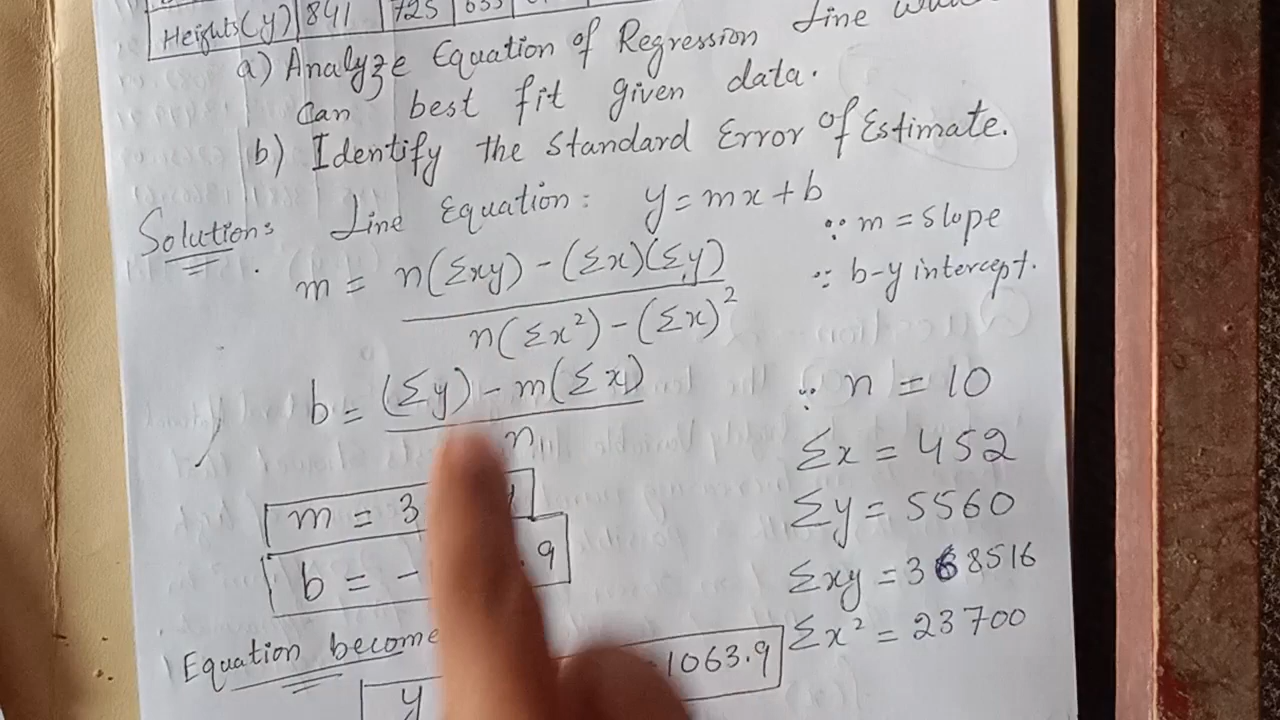 Heights(y) 841 725
a) Analyze Equation of Regression Line
can best fit given data.
b) Identify the Standard Error of Estimate.
Solution: Line Equation: y = mx + b
∵ m = slope
m = n(Σxy) - (Σx)(Σy) / n(Σx²) - (Σx)²
∵ b-y intercept.
b = (Σy) - m(Σx) / n
∵ n = 10
Σx = 452
Σy = 5560
m = 3
Σxy = 368516
b = - .9
Σx² = 23700
Equation become
y 1063.9